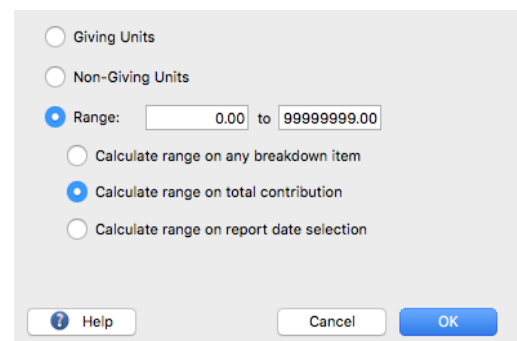 Giving Units
Non-Giving Units
Range: 0.00 to 99999999.00
Calculate range on any breakdown item
Calculate range on total contribution
Calculate range on report date selection
? Help Cancel OK